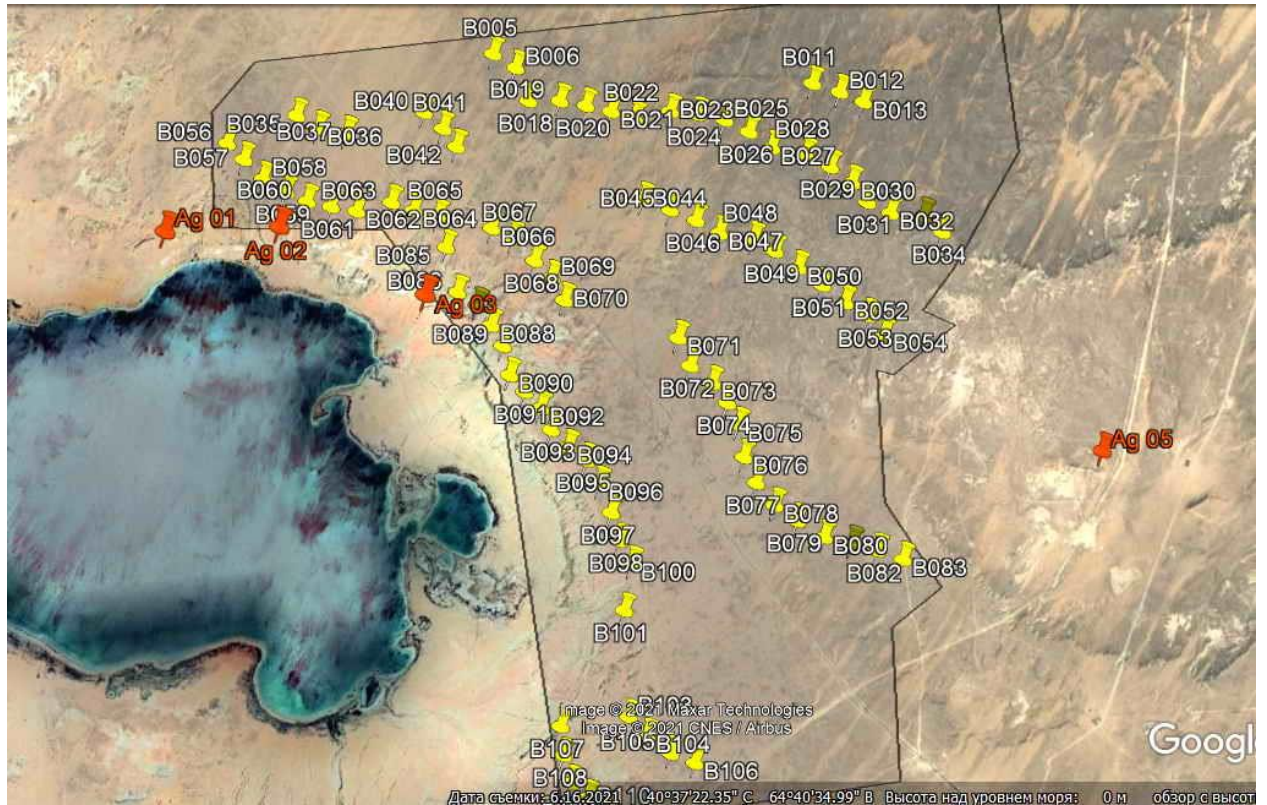 B005
B006
B011
B012
B013
B019
B022
B018
B020
B021
B023
B025
B024
B026
B028
B027
B029
B030
B031
B032
B034
B040
B041
B042
B056
B035
B037
B036
B057
B058
B060
B063
B065
B059
B062
B064
B061
Ag 01
Ag 02
B067
B066
B045
B044
B046
B048
B047
B049
B050
B051
B052
B053
B054
B085
B086
Ag 03
B068
B069
B070
B089
B088
B071
B072
B073
B074
B075
B076
B077
B078
B079
B080
B082
B083
Ag 05
B090
B091
B092
B093
B094
B095
B096
B097
B098
B100
B101
B103
Image © 2021 Maxar Technologies
Image © 2021 CNES / Airbus
B105
B104
B106
B107
B108
Google
Дата съемки: 6.16.2021 40°37'22.35" С 64°40'34.99" В Высота над уровнем моря: 0 м обзор с высот